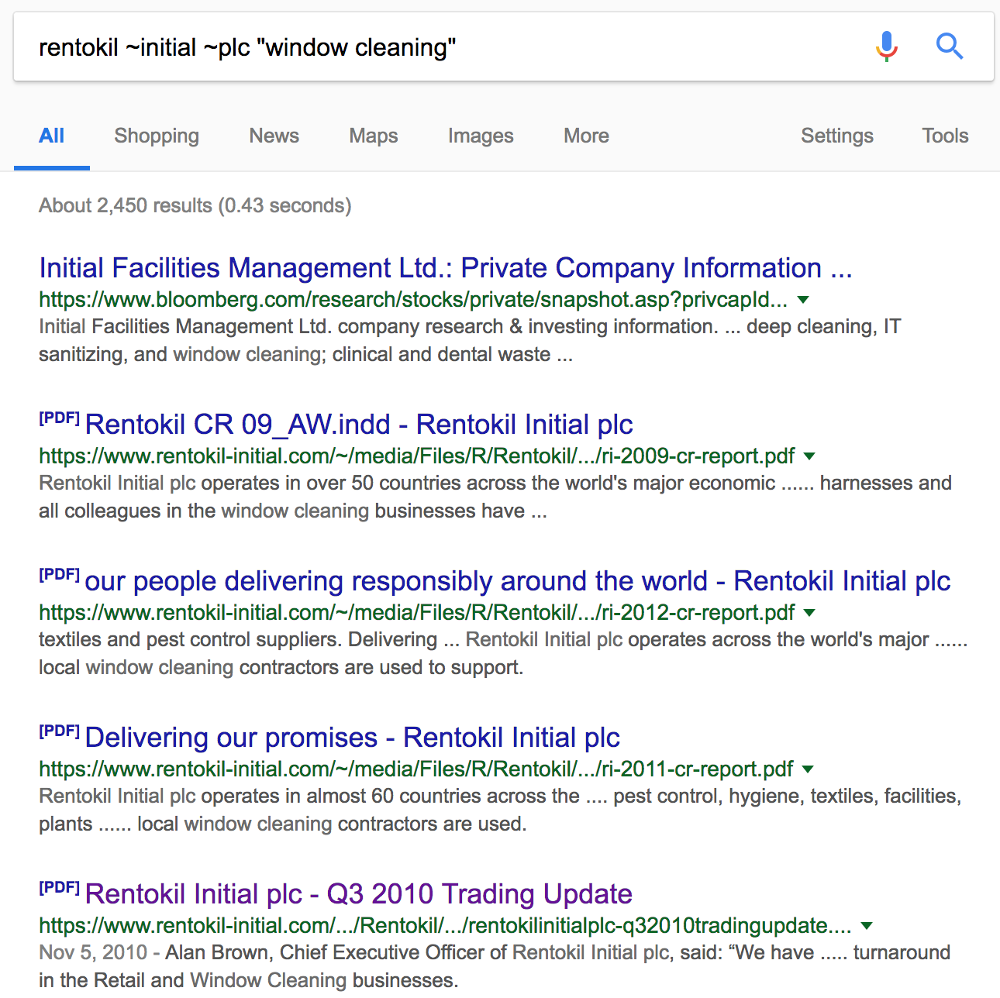 rentokil ~initial ~plc "window cleaning"
All Shopping News Maps Images More Settings Tools
About 2,450 results (0.43 seconds)
Initial Facilities Management Ltd.: Private Company Information ...
https://www.bloomberg.com/research/stocks/private/snapshot.asp?privcapId...
Initial Facilities Management Ltd. company research & investing information. ... deep cleaning, IT
sanitizing, and window cleaning; clinical and dental waste ...
[PDF] Rentokil CR 09_AW.indd - Rentokil Initial plc
https://www.rentokil-initial.com/~/media/Files/R/Rentokil/.../ri-2009-cr-report.pdf
Rentokil Initial plc operates in over 50 countries across the world's major economic ...... harnesses and
all colleagues in the window cleaning businesses have ...
[PDF] our people delivering responsibly around the world - Rentokil Initial plc
https://www.rentokil-initial.com/~/media/Files/R/Rentokil/.../ri-2012-cr-report.pdf
textiles and pest control suppliers. Delivering ... Rentokil Initial plc operates across the world's major ......
local window cleaning contractors are used to support.
[PDF] Delivering our promises - Rentokil Initial plc
https://www.rentokil-initial.com/~/media/Files/R/Rentokil/.../ri-2011-cr-report.pdf
Rentokil Initial plc operates in almost 60 countries across the .... pest control, hygiene, textiles, facilities,
plants ...... local window cleaning contractors are used.
[PDF] Rentokil Initial plc - Q3 2010 Trading Update
https://www.rentokil-initial.com/.../Rentokil/.../rentokilinitialplc-q32010tradingupdate....
Nov 5, 2010 - Alan Brown, Chief Executive Officer of Rentokil Initial plc, said: “We have ..... turnaround
in the Retail and Window Cleaning businesses.